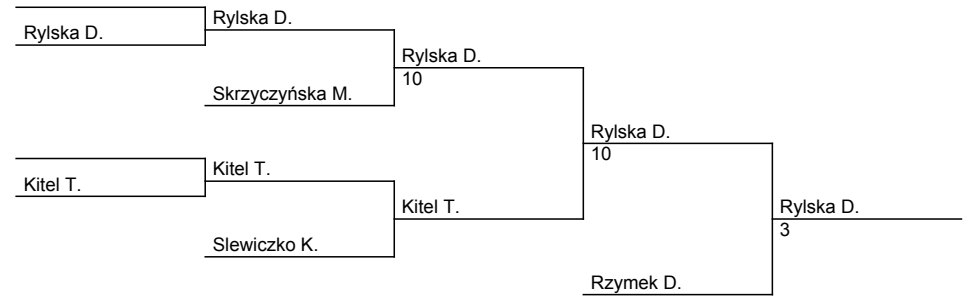 Rylska D.
Rylska D.
Rylska D.
10
Skrzyczyńska M.
Rylska D.
10
Kitel T.
Kitel T.
Kitel T.
Rylska D.
3
Slewiczko K.
Rzymek D.